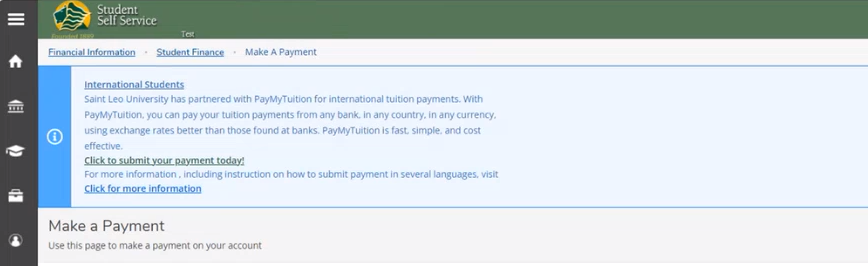 Student
Self Service
Founded 1889
Test
Financial Information · Student Finance · Make A Payment
International Students
Saint Leo University has partnered with PayMyTuition for international tuition payments. With
PayMyTuition, you can pay your tuition payments from any bank, in any country, in any currency,
using exchange rates better than those found at banks. PayMyTuition is fast, simple, and cost
effective.
Click to submit your payment today!
For more information , including instruction on how to submit payment in several languages, visit
Click for more information
Make a Payment
Use this page to make a payment on your account